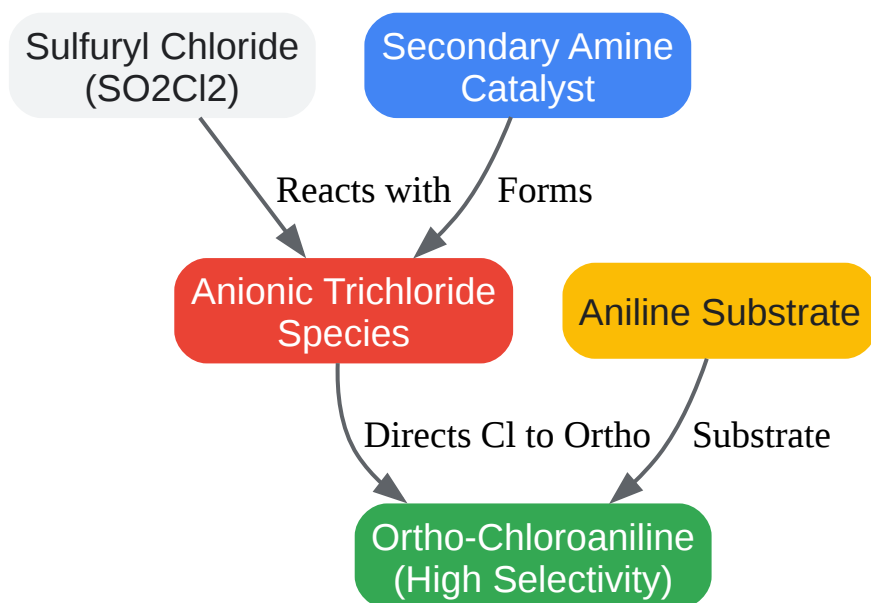 Sulfuryl Chloride
(SO2Cl2)
Secondary Amine
Catalyst
Reacts with
Forms
Anionic Trichloride
Species
Aniline Substrate
Directs Cl to Ortho
Substrate
Ortho-Chloroaniline
(High Selectivity)